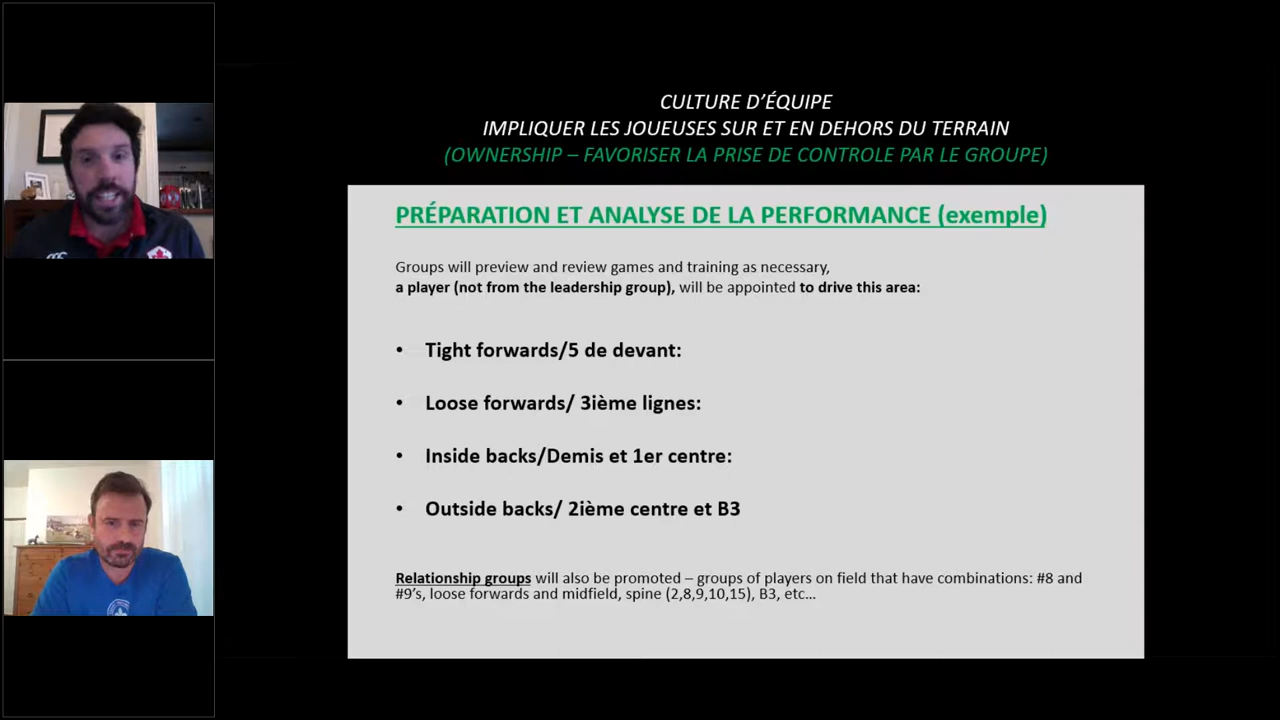 CULTURE D’ÉQUIPE
IMPLIQUER LES JOUEUSES SUR ET EN DEHORS DU TERRAIN
(OWNERSHIP – FAVORISER LA PRISE DE CONTROLE PAR LE GROUPE)
PRÉPARATION ET ANALYSE DE LA PERFORMANCE (exemple)
Groups will preview and review games and training as necessary,
a player (not from the leadership group), will be appointed to drive this area:
• Tight forwards/5 de devant:
• Loose forwards/ 3ième lignes:
• Inside backs/Demis et 1er centre:
• Outside backs/ 2ième centre et B3
Relationship groups will also be promoted – groups of players on field that have combinations: #8 and
#9’s, loose forwards and midfield, spine (2,8,9,10,15), B3, etc…